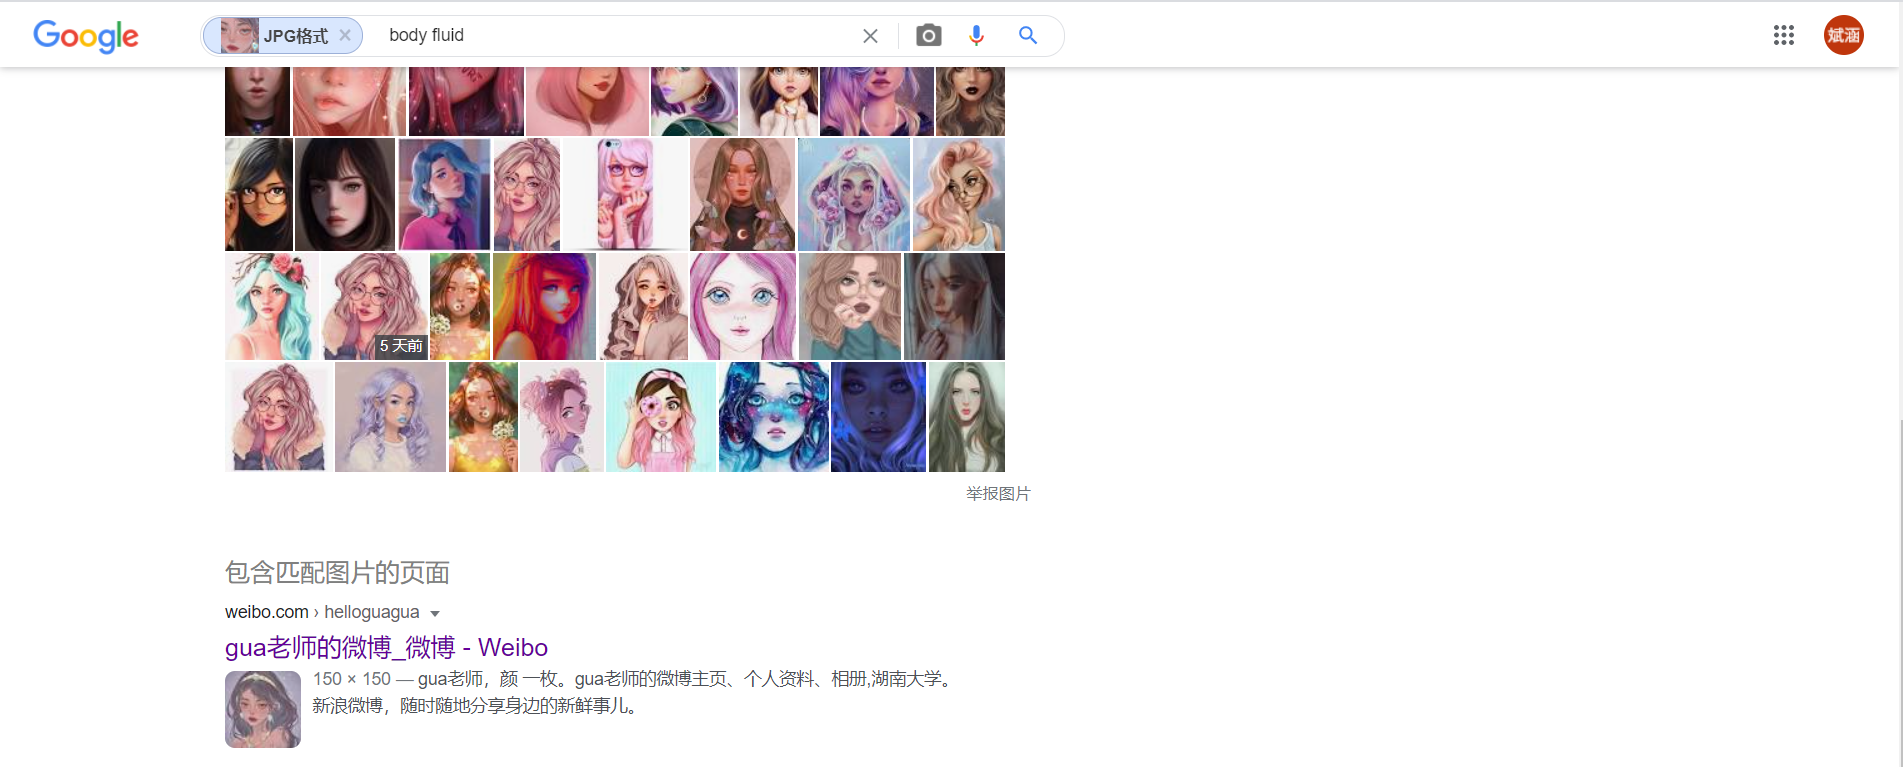 Google
JPG格式
body fluid
斌涵
5 天前
举报图片
包含匹配图片的页面
weibo.com › helloguagua
gua老师的微博_微博 - Weibo
150 × 150 — gua老师，颜 一枚。gua老师的微博主页、个人资料、相册,湖南大学。
新浪微博，随时随地分享身边的新鲜事儿。